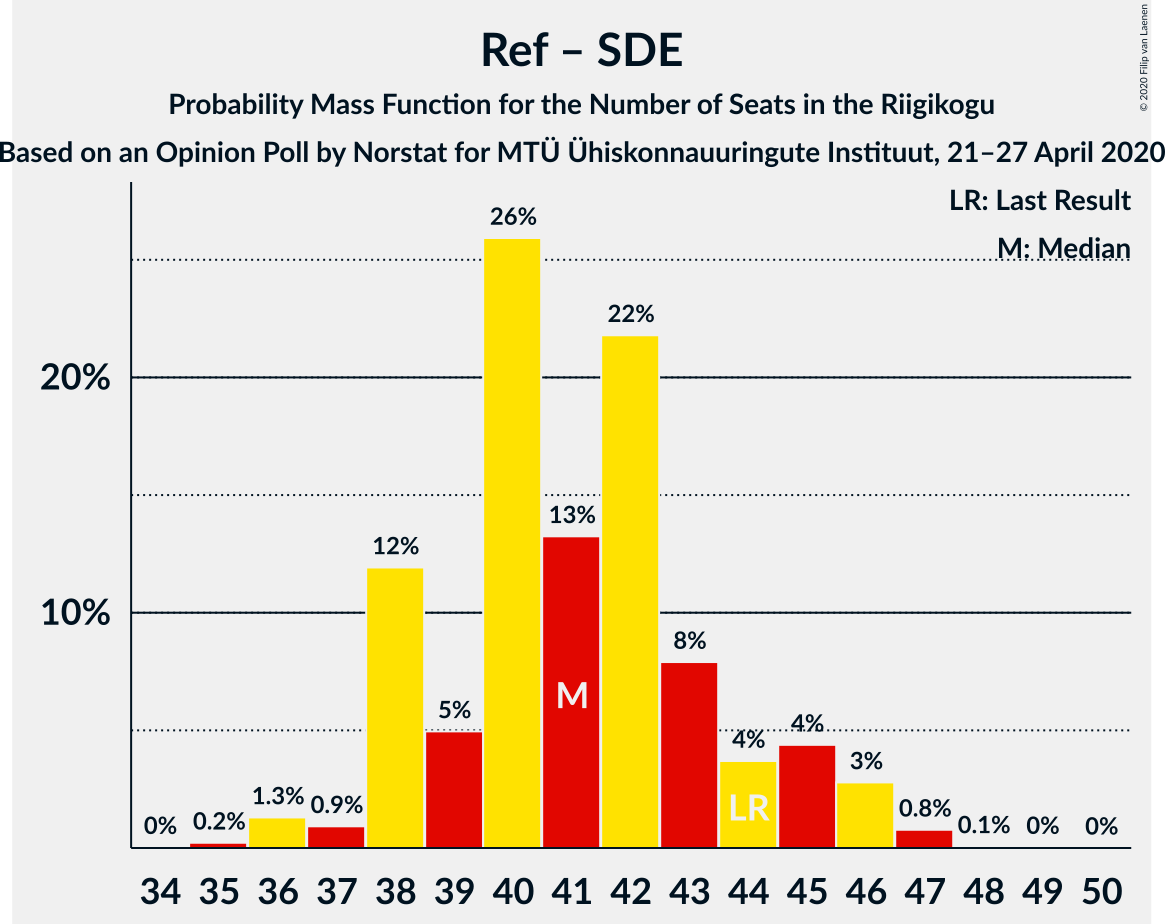 Ref – SDE
Probability Mass Function for the Number of Seats in the Riigikogu
Based on an Opinion Poll by Norstat for MTÜ Ühiskonnauuringute Instituut, 21–27 April 2020
© 2020 Filip van Laenen
LR: Last Result
M: Median
26%
22%
20%
13%
12%
10%
8%
M
5%
4%
4%
3%
LR
1.3%
0.9%
0.8%
0%
0.2%
0.1%
0%
0%
34 35 36 37 38 39 40 41 42 43 44 45 46 47 48 49 50